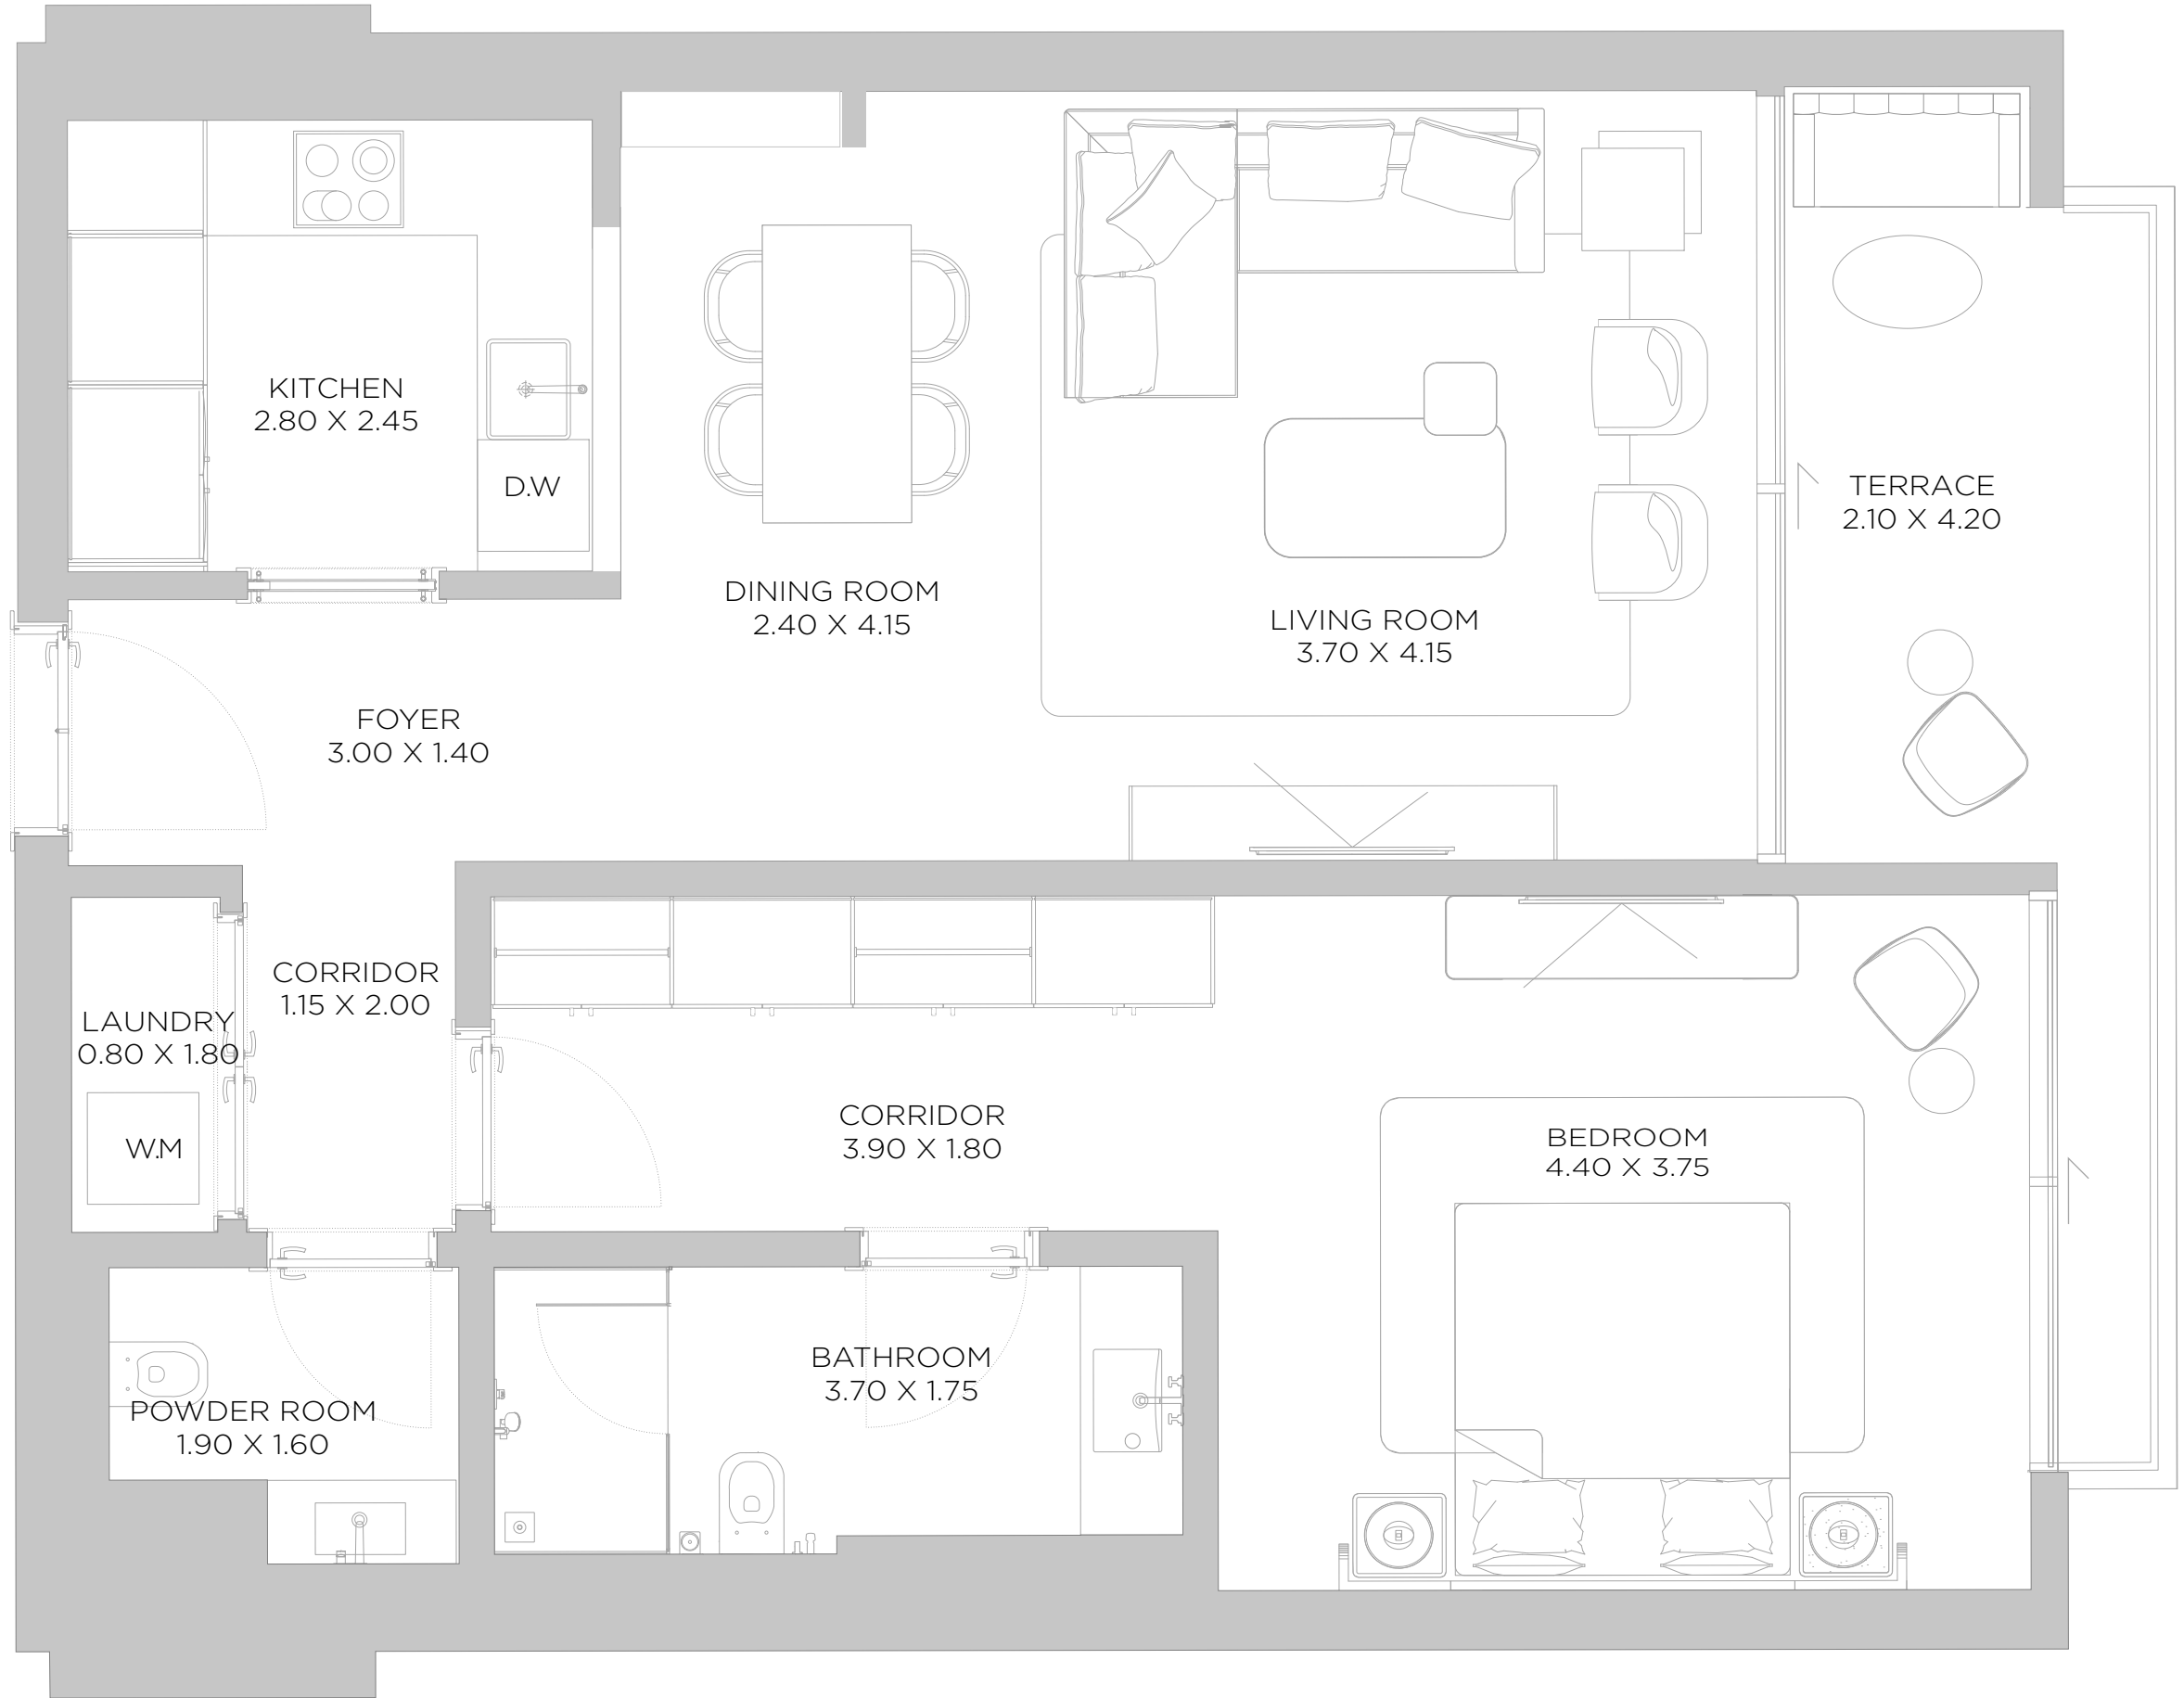 KITCHEN
2.80 X 2.45
D.W
TERRACE
2.10 X 4.20
DINING ROOM
2.40 X 4.15
LIVING ROOM
3.70 X 4.15
FOYER
3.00 X 1.40
CORRIDOR
1.15 X 2.00
LAUNDRY
0.80 X 1.80
W.M
CORRIDOR
3.90 X 1.80
BEDROOM
4.40 X 3.75
BATHROOM
3.70 X 1.75
POWDER ROOM
1.90 X 1.60